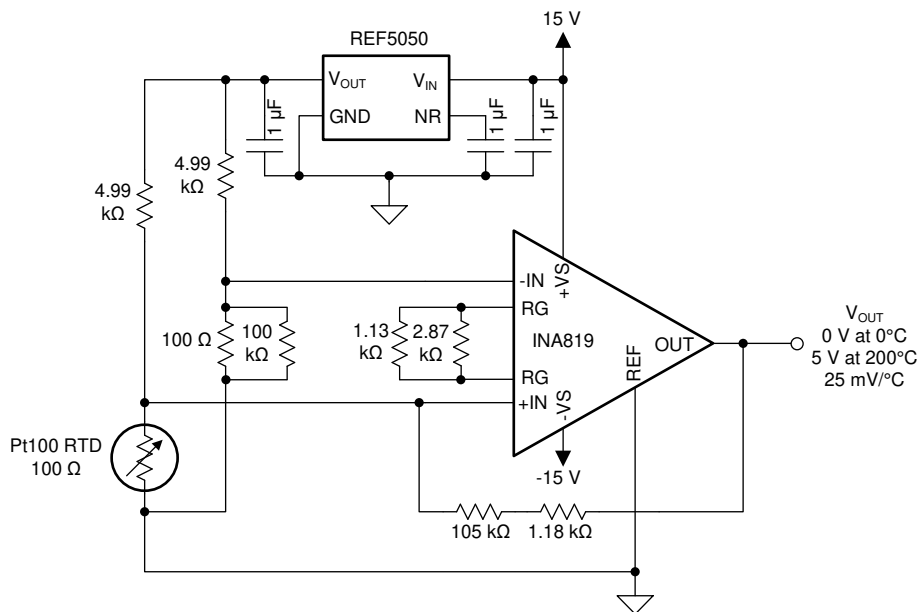 15 V
REF5050
VOUT
VIN
GND
NR
1 µF
1 µF
1 µF
4.99
kΩ
4.99
kΩ
-IN
+VS
RG
100 Ω
100
kΩ
1.13
kΩ
2.87
kΩ
INA819
OUT
REF
RG
+IN
-VS
VOUT
0 V at 0°C
5 V at 200°C
25 mV/°C
Pt100 RTD
100 Ω
-15 V
105 kΩ
1.18 kΩ